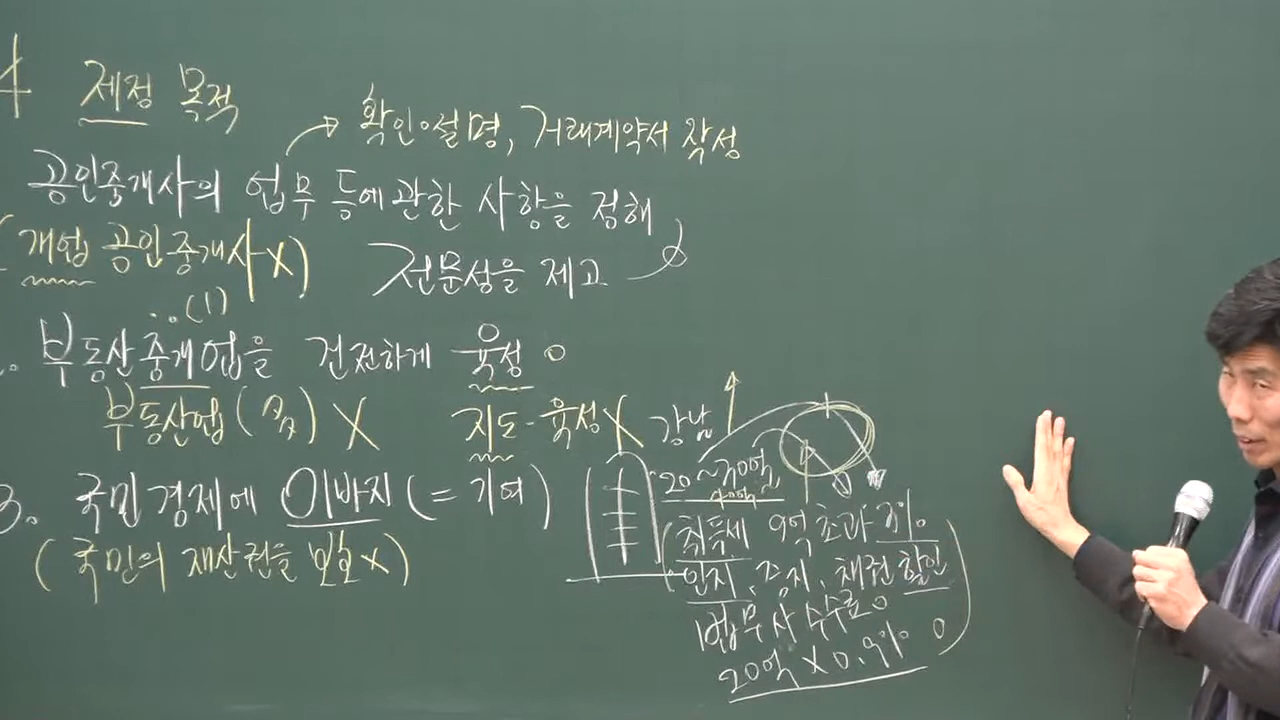 4 제정 목적
확인·설명, 거래계약서 작성
공인중개사의 업무 등에 관한 사항을 정해
(개업 공인중개사 X) 전문성을 제고
(1)
2. 부동산중개업을 건전하게 육성 o
부동산업 (多) X 지도·육성 X
3. 국민경제에 이바지 (= 기여)
(국민의 재산권을 보호 x)
강남
20~30억,
취득세 9억 초과 3%
인지, 증지, 채권 할인
법무사 수수료
20억 X 0.9% o